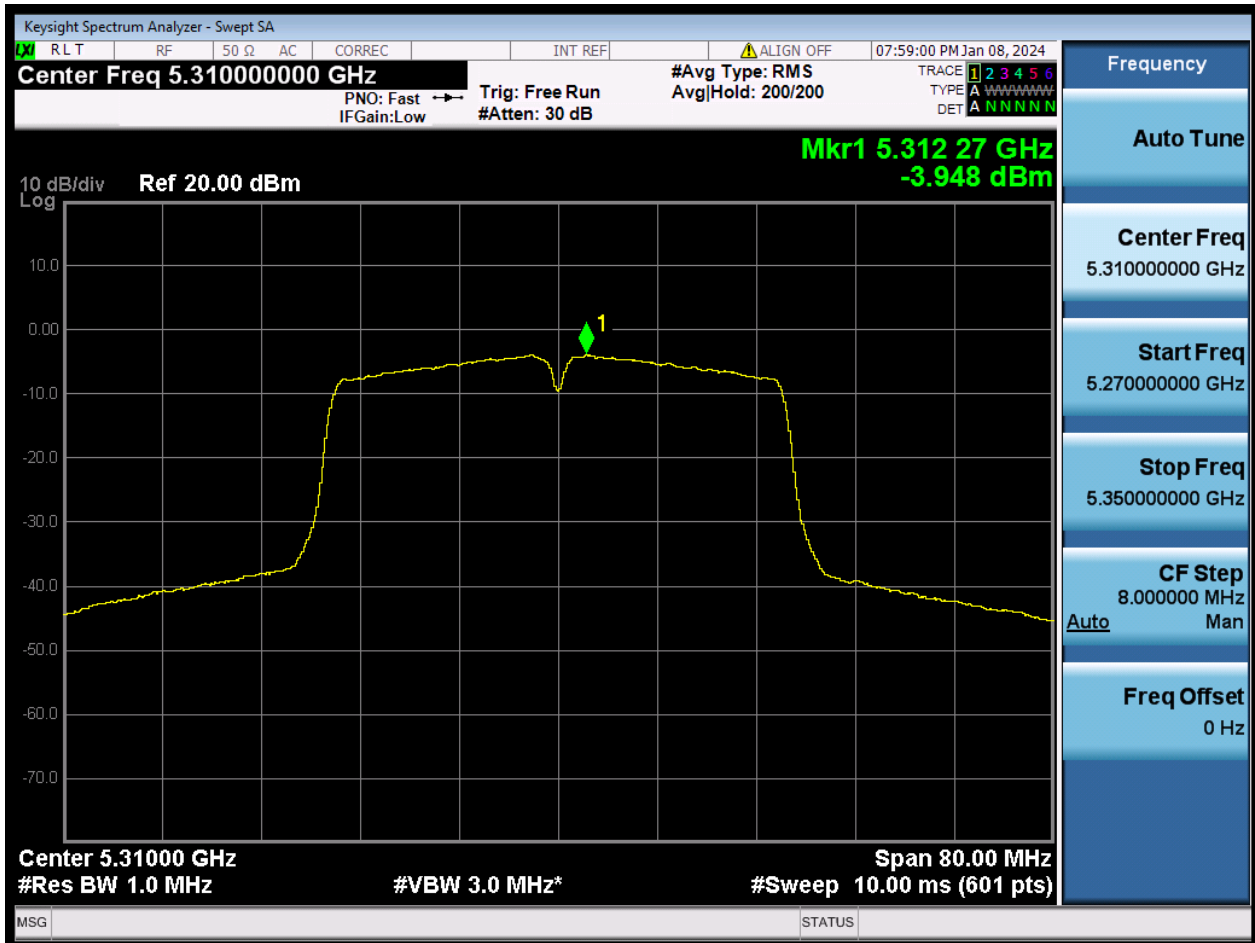 Keysight Spectrum Analyzer - Swept SA
LXI RLT RF 50 Ω AC CORREC INT REF ALIGN OFF 07:59:00 PM Jan 08, 2024
Center Freq 5.310000000 GHz
PNO: Fast
IFGain:Low
Trig: Free Run
#Atten: 30 dB
#Avg Type: RMS
Avg|Hold: 200/200
TRACE 1 2 3 4 5 6
TYPE A WWWWW
DET A N N N N N
Mkr1 5.312 27 GHz
-3.948 dBm
10 dB/div Ref 20.00 dBm
Log
10.0
0.00
-10.0
-20.0
-30.0
-40.0
-50.0
-60.0
-70.0
1
Center 5.31000 GHz Span 80.00 MHz
#Res BW 1.0 MHz #VBW 3.0 MHz* #Sweep 10.00 ms (601 pts)
MSG STATUS
Frequency
Auto Tune
Center Freq
5.310000000 GHz
Start Freq
5.270000000 GHz
Stop Freq
5.350000000 GHz
CF Step
8.000000 MHz
Auto Man
Freq Offset
0 Hz